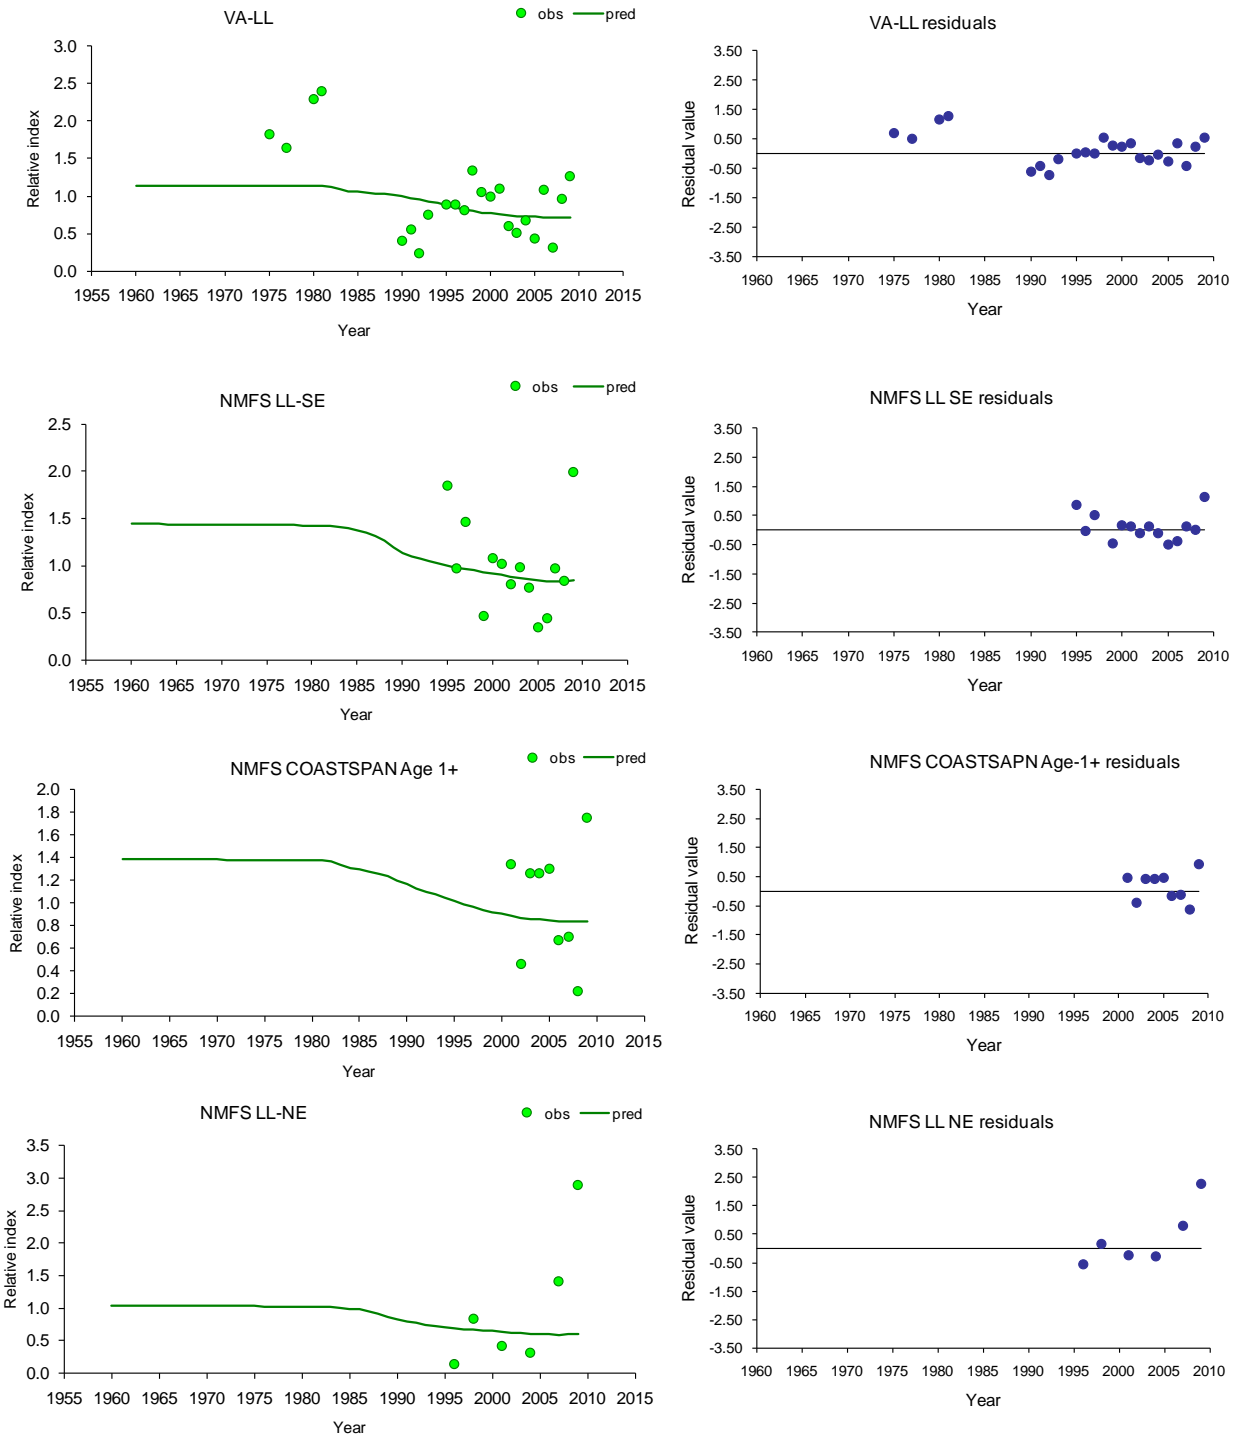 VA-LL
obs pred
3.0
2.5
2.0
1.5
1.0
0.5
0.0
Relative index
1955 1960 1965 1970 1975 1980 1985 1990 1995 2000 2005 2010 2015
Year
VA-LL residuals
3.50
2.50
1.50
0.50
-0.50
-1.50
-2.50
-3.50
Residual value
1960 1965 1970 1975 1980 1985 1990 1995 2000 2005 2010
Year
NMFS LL-SE
obs pred
2.5
2.0
1.5
1.0
0.5
0.0
Relative index
1955 1960 1965 1970 1975 1980 1985 1990 1995 2000 2005 2010 2015
Year
NMFS LL SE residuals
3.50
2.50
1.50
0.50
-0.50
-1.50
-2.50
-3.50
Residual value
1960 1965 1970 1975 1980 1985 1990 1995 2000 2005 2010
Year
NMFS COASTSPAN Age 1+
obs pred
2.0
1.8
1.6
1.4
1.2
1.0
0.8
0.6
0.4
0.2
0.0
Relative index
1955 1960 1965 1970 1975 1980 1985 1990 1995 2000 2005 2010 2015
Year
NMFS COASTSAPN Age-1+ residuals
3.50
2.50
1.50
0.50
-0.50
-1.50
-2.50
-3.50
Residual value
1960 1965 1970 1975 1980 1985 1990 1995 2000 2005 2010
Year
NMFS LL-NE
obs pred
3.5
3.0
2.5
2.0
1.5
1.0
0.5
0.0
Relative index
1955 1960 1965 1970 1975 1980 1985 1990 1995 2000 2005 2010 2015
Year
NMFS LL NE residuals
3.50
2.50
1.50
0.50
-0.50
-1.50
-2.50
-3.50
Residual value
1960 1965 1970 1975 1980 1985 1990 1995 2000 2005 2010
Year